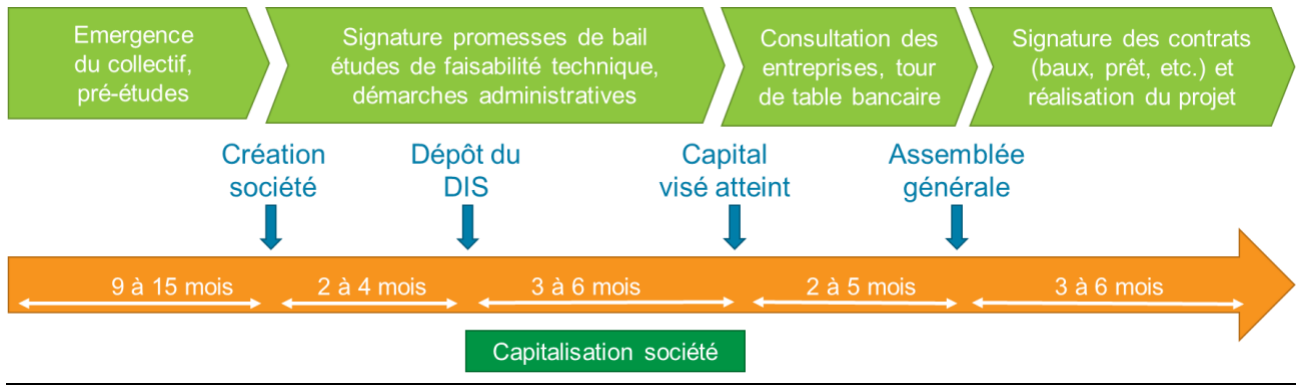 Emergence
du collectif,
pré-études
Signature promesses de bail
études de faisabilité technique,
démarches administratives
Consultation des
entreprises, tour
de table bancaire
Signature des contrats
(baux, prêt, etc.) et
réalisation du projet
Création
société
Dépôt du
DIS
Capital
visé atteint
Assemblée
générale
9 à 15 mois
2 à 4 mois
3 à 6 mois
2 à 5 mois
3 à 6 mois
Capitalisation société